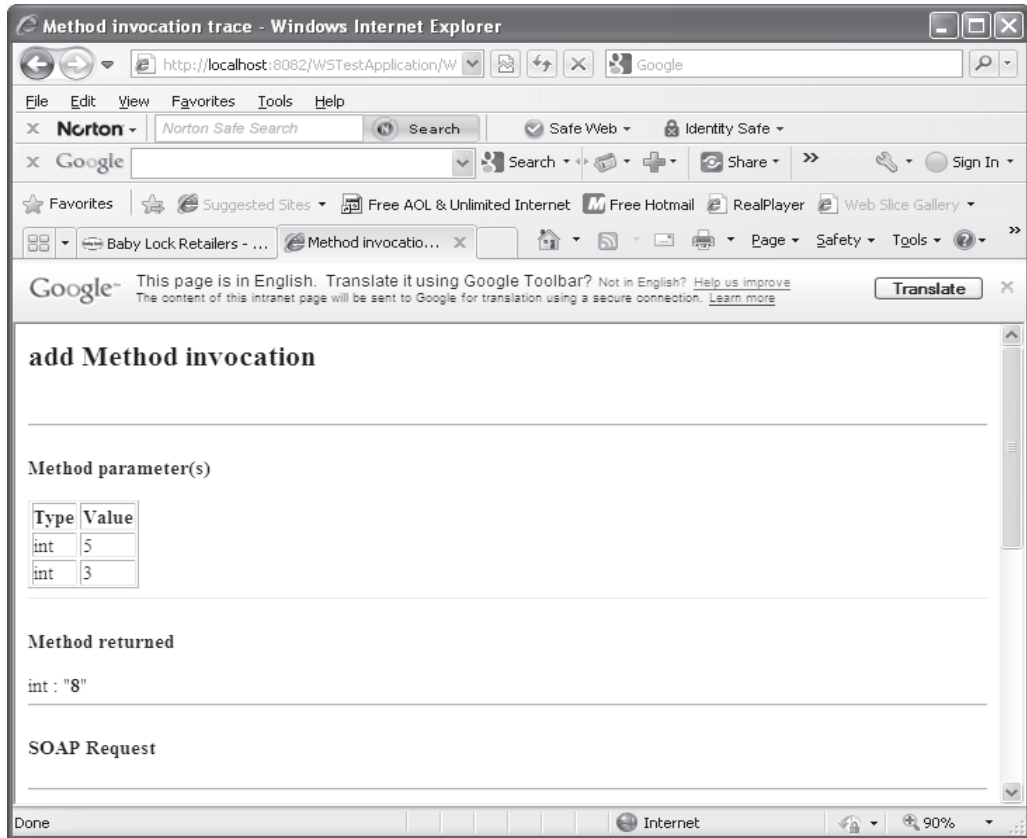 Method invocation trace - Windows Internet Explorer
http://localhost:8082/WSTestApplication/W
Google
File Edit View Favorites Tools Help
x Norton Norton Safe Search Search Safe Web Identity Safe
x Google Search Share >> Sign In
Favorites Suggested Sites Free AOL & Unlimited Internet Free Hotmail RealPlayer Web Slice Gallery
Baby Lock Retailers - ... Method invocatio... x Page Safety Tools >>
Google This page is in English. Translate it using Google Toolbar? Not in English? Help us improve Translate x
The content of this intranet page will be sent to Google for translation using a secure connection. Learn more
add Method invocation
Method parameter(s)
Type Value
int 5
int 3
Method returned
int : "8"
SOAP Request
Done Internet 90%